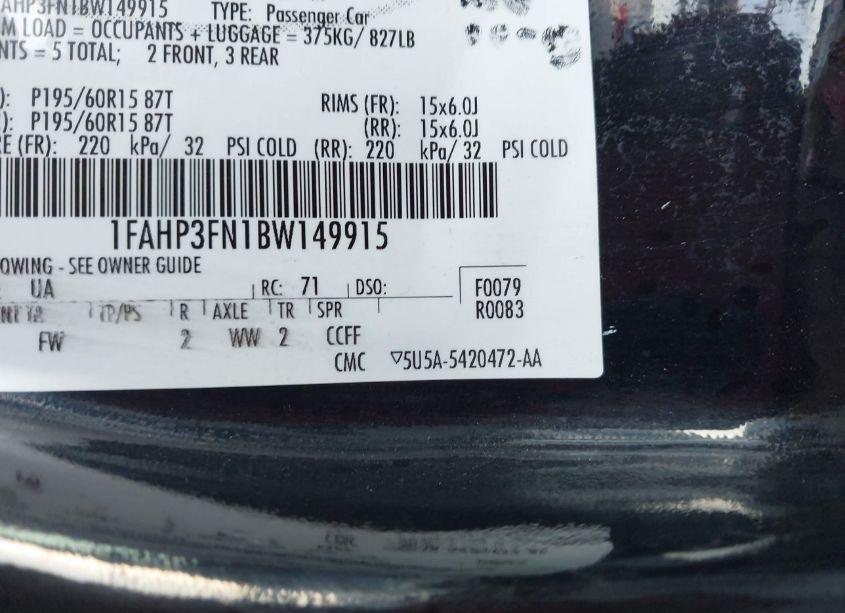 AHP3FN1BW149915 TYPE: Passenger Car
M LOAD = OCCUPANTS + LUGGAGE = 375KG/ 827LB
NTS = 5 TOTAL; 2 FRONT, 3 REAR
): P195/60R15 87T RIMS (FR): 15x6.0J
): P195/60R15 87T (RR): 15x6.0J
RE (FR): 220 kPa/ 32 PSI COLD (RR): 220 kPa/ 32 PSI COLD
1FAHP3FN1BW149915
OWING - SEE OWNER GUIDE
: UA RC: 71 DSO: F0079
TP/PS R AXLE TR SPR R0083
FW 2 WW 2 CCFF
CMC ▽5U5A-5420472-AA